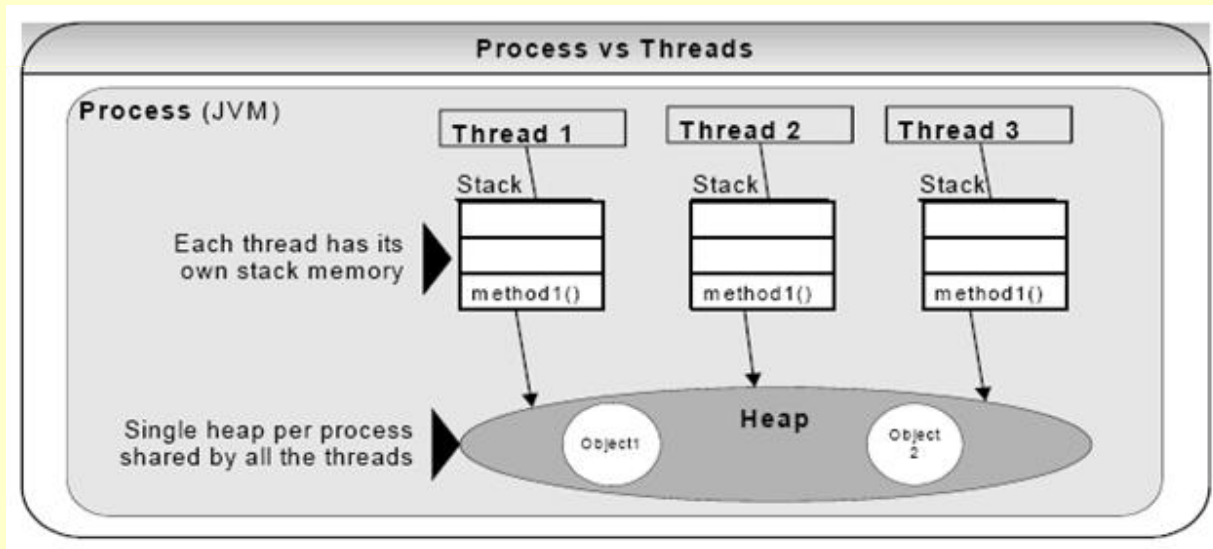 Process vs Threads
Process (JVM)
Thread 1
Thread 2
Thread 3
Stack
Stack
Stack
Each thread has its
own stack memory
method1()
method1()
method1()
Single heap per process
shared by all the threads
Heap
Object1
Object
2